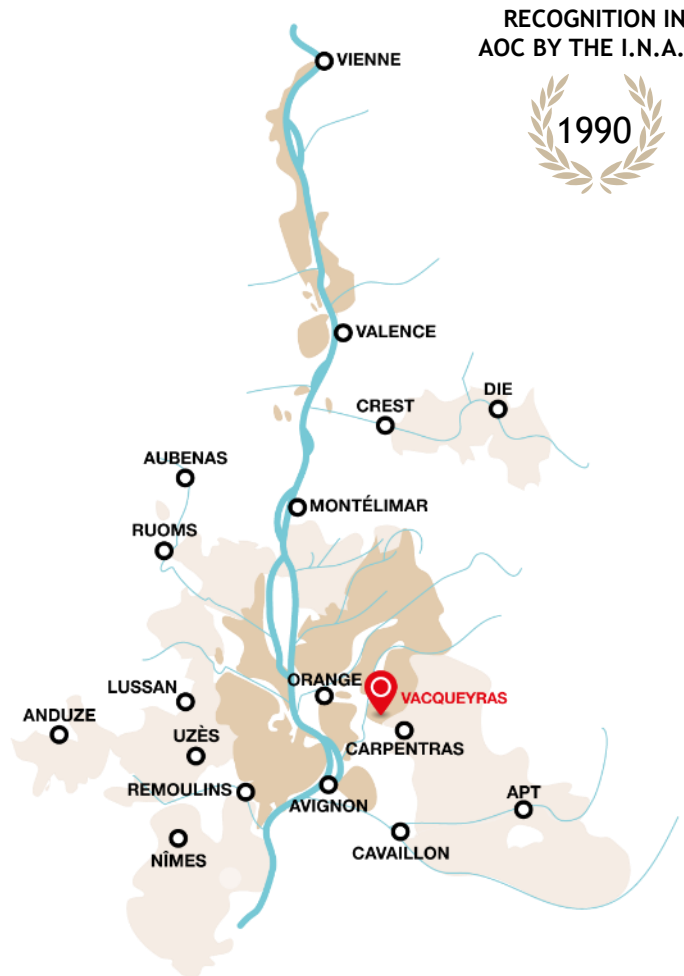 RECOGNITION IN
AOC BY THE I.N.A.
1990
VIENNE
VALENCE
DIE
CREST
AUBENAS
MONTÉLIMAR
RUOMS
ORANGE
LUSSAN
VACQUEYRAS
ANDUZE
UZÈS
CARPENTRAS
REMOULINS
AVIGNON
APT
NÎMES
CAVAILLON